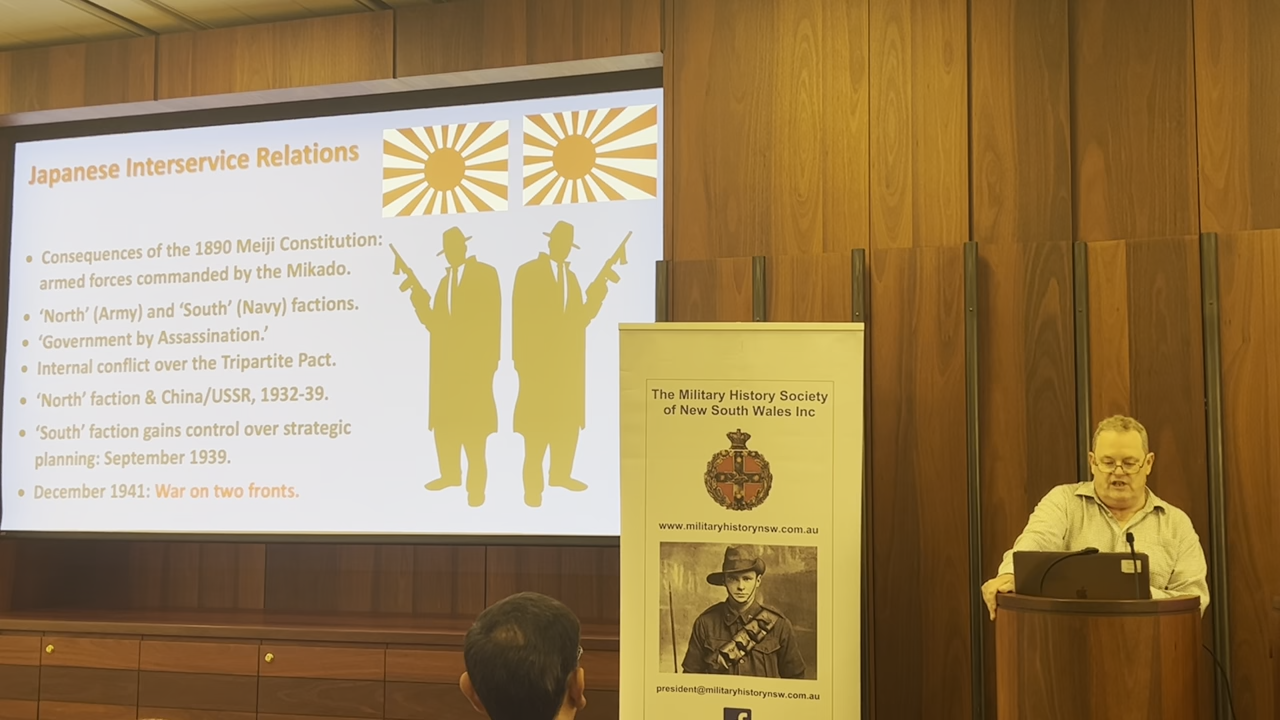 Japanese Interservice Relations
• Consequences of the 1890 Meiji Constitution:
armed forces commanded by the Mikado.
• ‘North’ (Army) and ‘South’ (Navy) factions.
• ‘Government by Assassination.’
• Internal conflict over the Tripartite Pact.
• ‘North’ faction & China/USSR, 1932-39.
• ‘South’ faction gains control over strategic
planning: September 1939.
• December 1941: War on two fronts.
The Military History Society
of New South Wales Inc
www.militaryhistorynsw.com.au
president@militaryhistorynsw.com.au